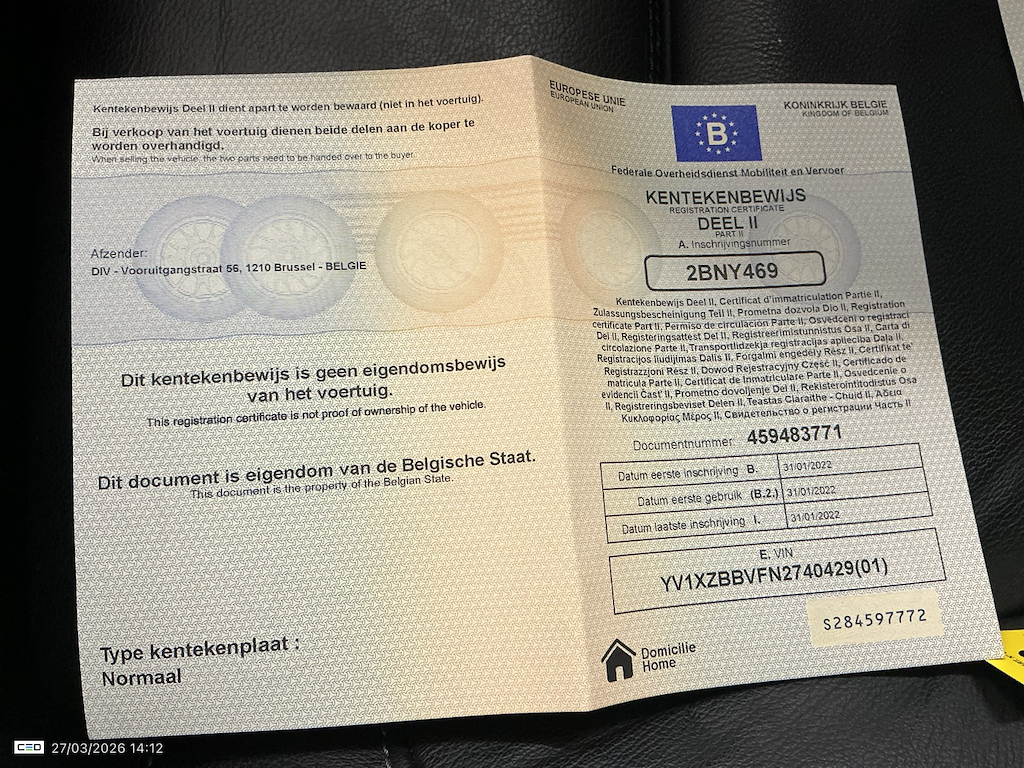 Kentekenbewijs Deel II dient apart te worden bewaard (niet in het voertuig).
Bij verkoop van het voertuig dienen beide delen aan de koper te
worden overhandigd.
When selling the vehicle, the two parts need to be handed over to the buyer.
Afzender:
DIV - Vooruitgangstraat 56, 1210 Brussel - BELGIE
Dit kentekenbewijs is geen eigendomsbewijs
van het voertuig.
This registration certificate is not proof of ownership of the vehicle.
Dit document is eigendom van de Belgische Staat.
This document is the property of the Belgian State.
Type kentekenplaat :
Normaal
EUROPESE UNIE
EUROPEAN UNION
B
KONINKRIJK BELGIE
KINGDOM OF BELGIUM
Federale Overheidsdienst Mobiliteit en Vervoer
KENTEKENBEWIJS
REGISTRATION CERTIFICATE
DEEL II
PART II
A. Inschrijvingsnummer
2BNY469
Kentekenbewijs Deel II, Certificat d'immatriculation Partie II,
Zulassungsbescheinigung Teil II, Prometna dozvola Dio II, Registration
certificate Part II, Permiso de circulación Parte II, Osvedceni o registraci
Del II, Registeringsattest Del II, Registreerimistunnistus Osa II, Carta di
circolazione Parte II, Transportlidzekja registracijas aplieciba Dala II,
Registracijos liudijimas Dalis II, Forgalmi engedély Rész II, Certifikat te'
Registrazzjoni Rész II, Dowod Rejestracyjny Część II, Certificado de
matricula Parte II, Certificat de Inmatriculare Parte II, Osvedcenie o
evidencii Cast' II, Prometno dovoljenje Del II, Rekisterointitodistus Osa
II, Registreringsbeviset Delen II, Teastas Claraithe - Chuid II, Άδεια
Κυκλοφορίας Μέρος II, Свидетельство о регистрации Часть II
Documentnummer 459483771
Datum eerste inschrijving B. 31/01/2022
Datum eerste gebruik (B.2.) 31/01/2022
Datum laatste inschrijving I. 31/01/2022
E. VIN
YV1XZBBVFN2740429(01)
S284597772
Domicilie
Home
CEO 27/03/2026 14:12